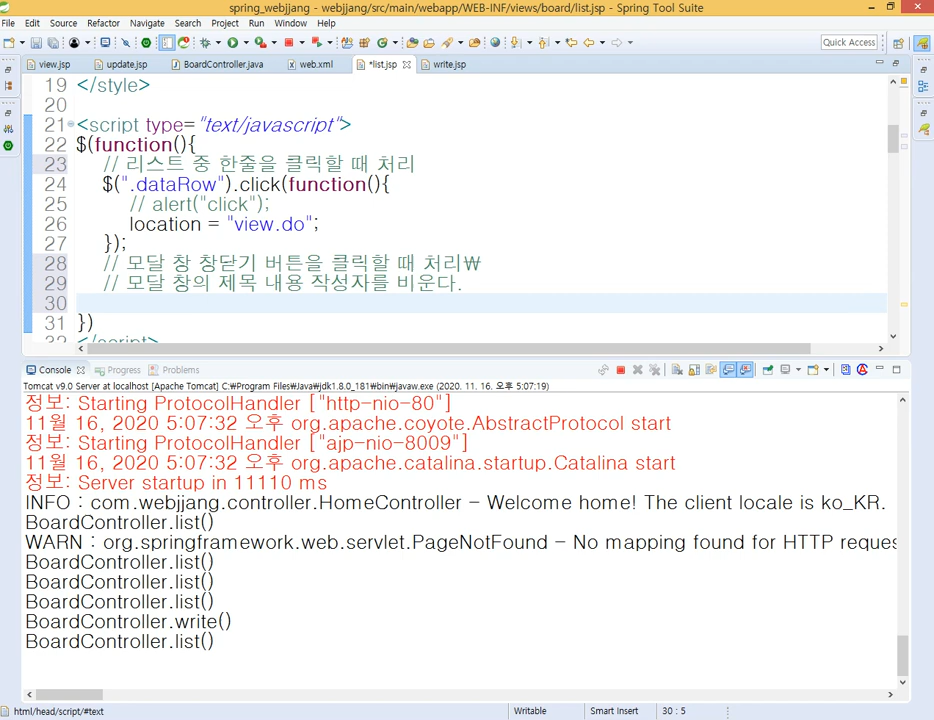 spring_webjjang - webjjang/src/main/webapp/WEB-INF/views/board/list.jsp - Spring Tool Suite
File Edit Source Refactor Navigate Search Project Run Window Help
Quick Access
view.jsp update.jsp BoardController.java web.xml *list.jsp write.jsp
19 </style>
20
21 <script type="text/javascript">
22 $(function(){
23 // 리스트 중 한줄을 클릭할 때 처리
24 $(".dataRow").click(function(){
25 // alert("click");
26 location = "view.do";
27 });
28 // 모달 창 창닫기 버튼을 클릭할 때 처리₩
29 // 모달 창의 제목 내용 작성자를 비운다.
30
31 })
32 </script>
Console Progress Problems
Tomcat v9.0 Server at localhost [Apache Tomcat] C:₩Program Files₩Java₩jdk1.8.0_181₩bin₩javaw.exe (2020. 11. 16. 오후 5:07:19)
정보: Starting ProtocolHandler ["http-nio-80"]
11월 16, 2020 5:07:32 오후 org.apache.coyote.AbstractProtocol start
정보: Starting ProtocolHandler ["ajp-nio-8009"]
11월 16, 2020 5:07:32 오후 org.apache.catalina.startup.Catalina start
정보: Server startup in 11110 ms
INFO : com.webjjang.controller.HomeController - Welcome home! The client locale is ko_KR.
BoardController.list()
WARN : org.springframework.web.servlet.PageNotFound - No mapping found for HTTP reques
BoardController.list()
BoardController.list()
BoardController.list()
BoardController.write()
BoardController.list()
html/head/script/#text Writable Smart Insert 30 : 5